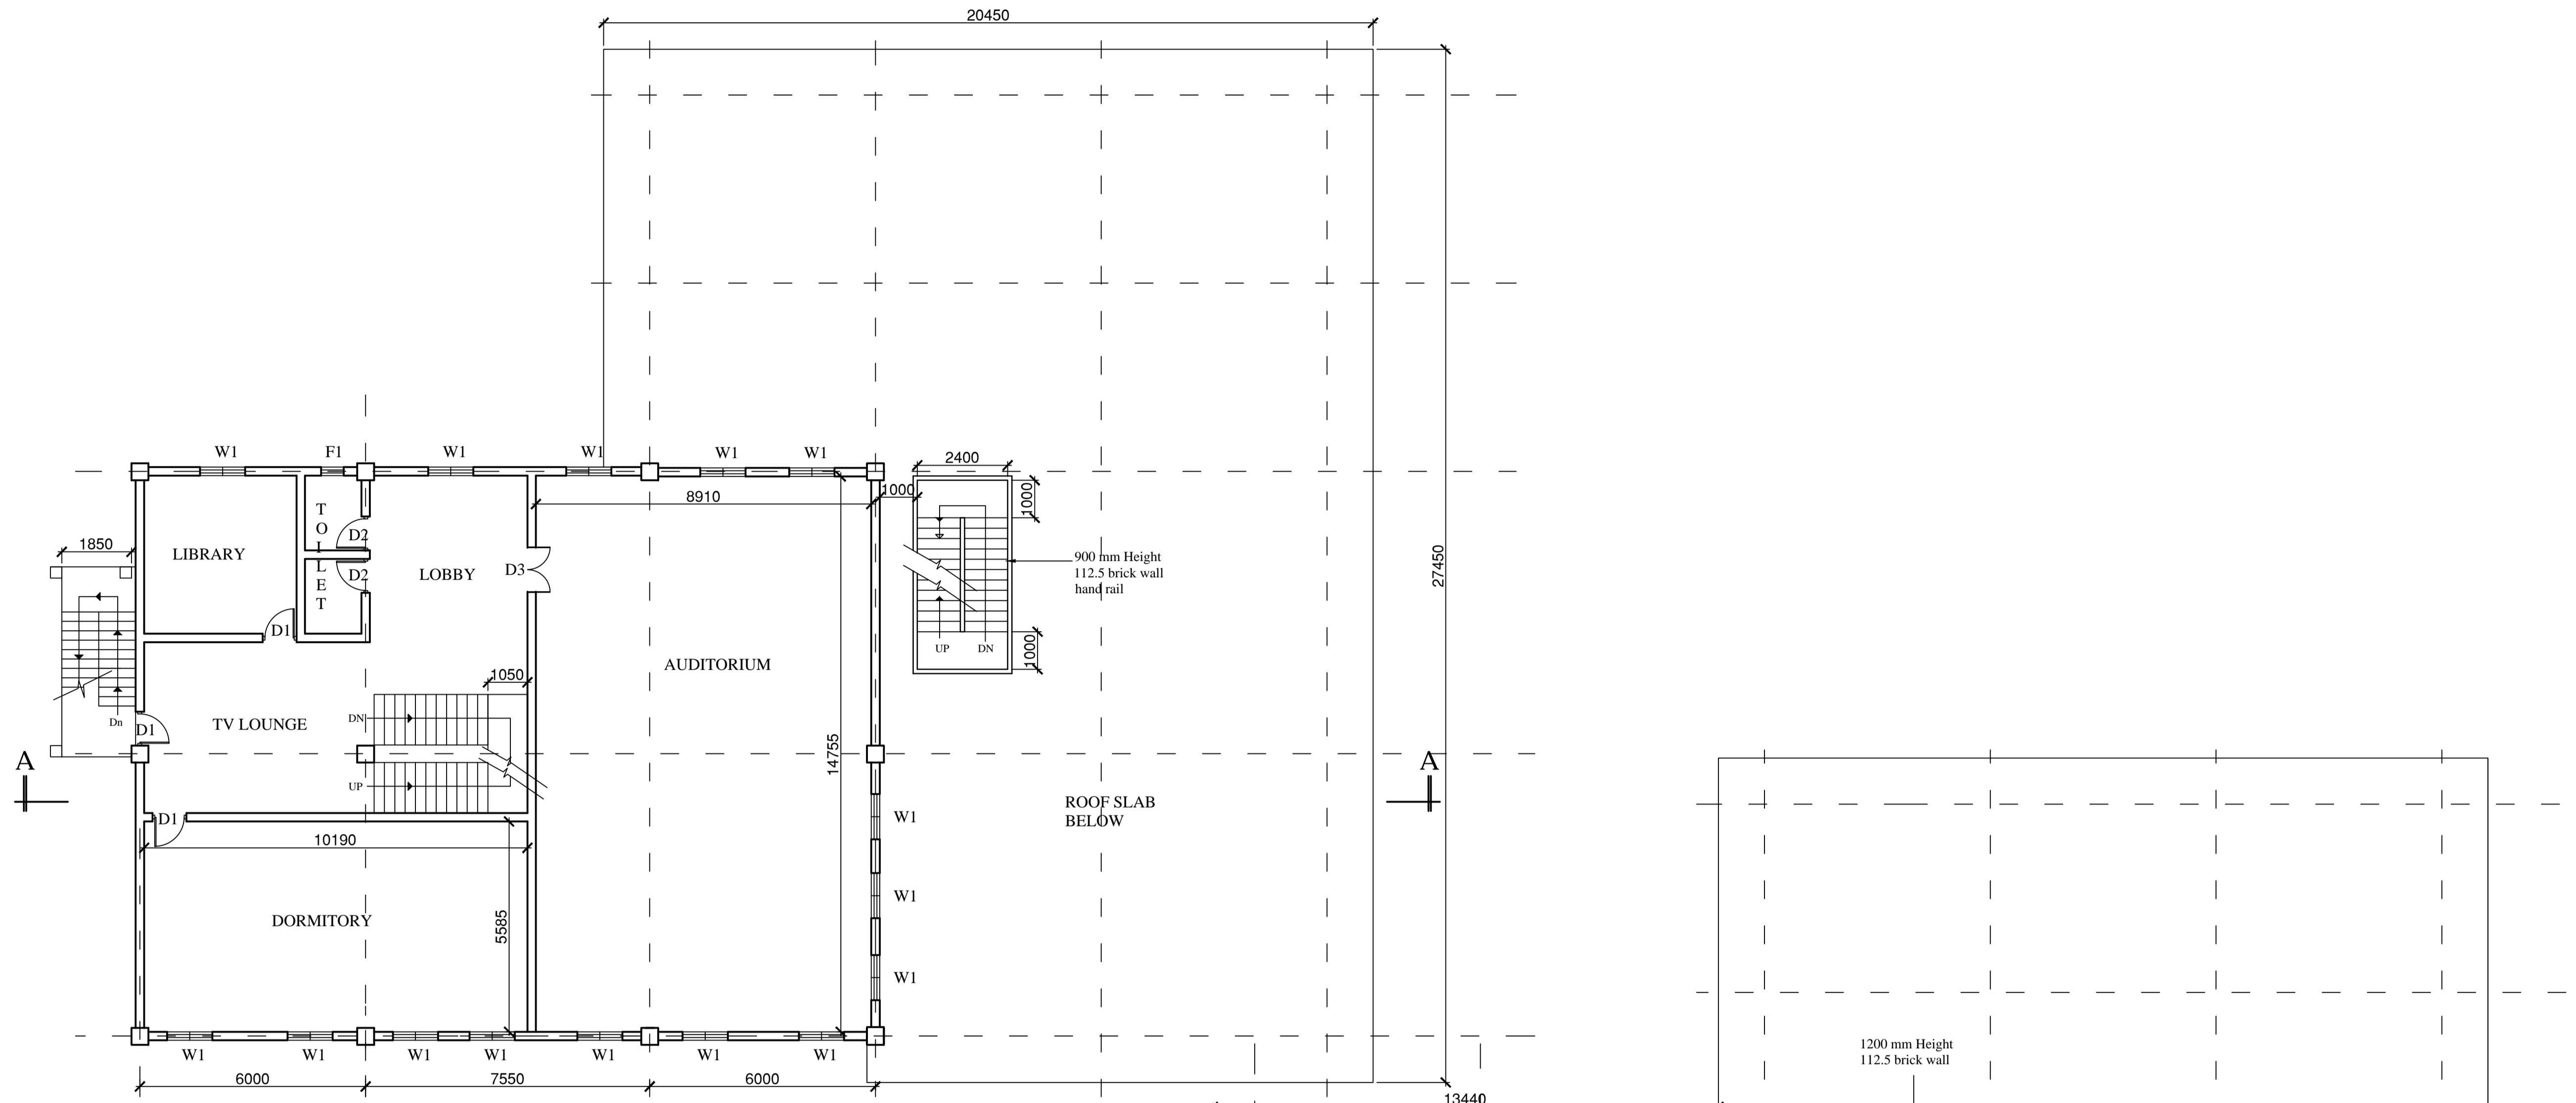 20450
W1
F1
W1
W1
W1
W1
2400
1000
1000
8910
T
O
I
L
E
T
D2
D2
1850
LIBRARY
LOBBY
D3
900 mm Height
112.5 brick wall
hand rail
27450
D1
UP
DN
1000
AUDITORIUM
1050
DN
Dn
D1
TV LOUNGE
14755
A
A
UP
ROOF SLAB
BELOW
W1
D1
10190
W1
5585
DORMITORY
W1
W1
W1
W1
W1
W1
W1
W1
1200 mm Height
112.5 brick wall
6000
7550
6000
13440